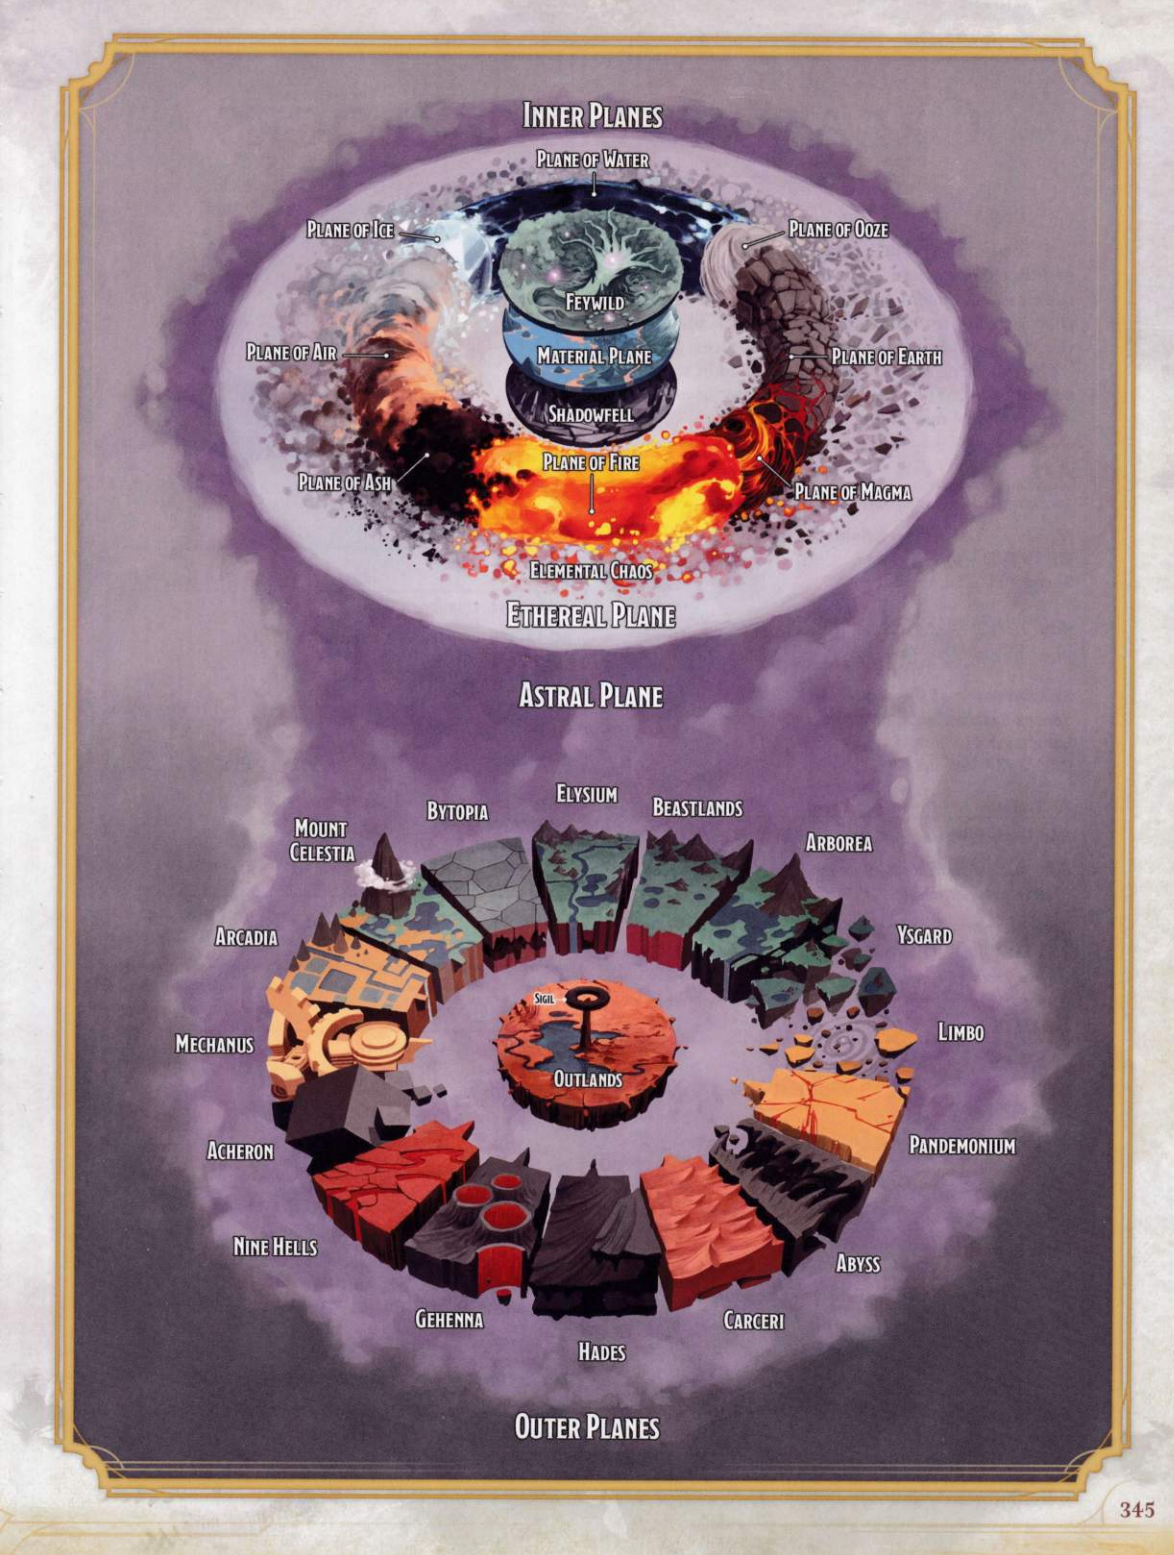 INNER PLANES
PLANE OF WATER
PLANE OF ICE
PLANE OF OOZE
FEYWILD
PLANE OF AIR
MATERIAL PLANE
PLANE OF EARTH
SHADOWFELL
PLANE OF FIRE
PLANE OF ASH
PLANE OF MAGMA
ELEMENTAL CHAOS
ETHEREAL PLANE
ASTRAL PLANE
ELYSIUM
BYTOPIA
BEASTLANDS
MOUNT
CELESTIA
ARBOREA
ARCADIA
YSGARD
SIGIL
MECHANUS
LIMBO
OUTLANDS
ACHERON
PANDEMONIUM
NINE HELLS
ABYSS
GEHENNA
CARCERI
HADES
OUTER PLANES
345